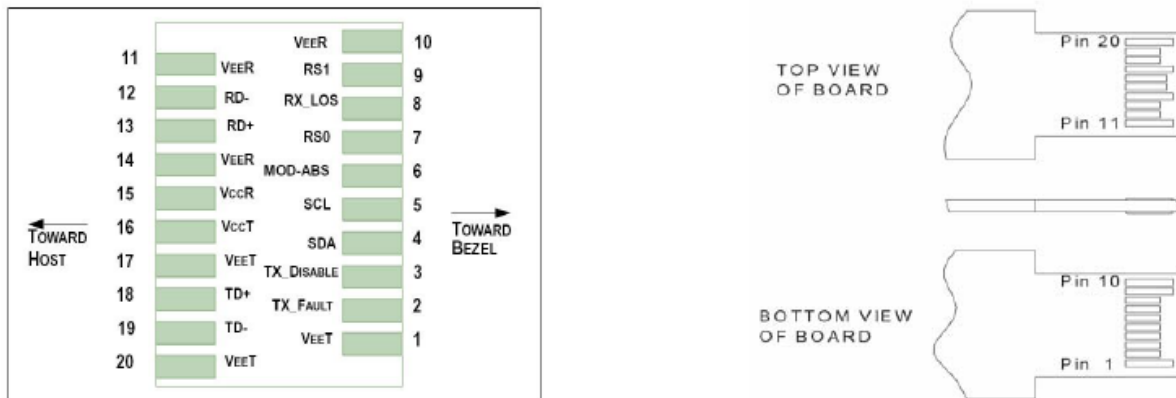 11 VEER
12 RD-
13 RD+
14 VEER
15 VCCR
16 VCCT
17 VEET
18 TD+
19 TD-
20 VEET
VEER 10
RS1 9
RX_LOS 8
RS0 7
MOD-ABS 6
SCL 5
SDA 4
TX_DISABLE 3
TX_FAULT 2
VEET 1
TOWARD
HOST
TOWARD
BEZEL
TOP VIEW
OF BOARD
Pin 20
Pin 11
BOTTOM VIEW
OF BOARD
Pin 10
Pin 1